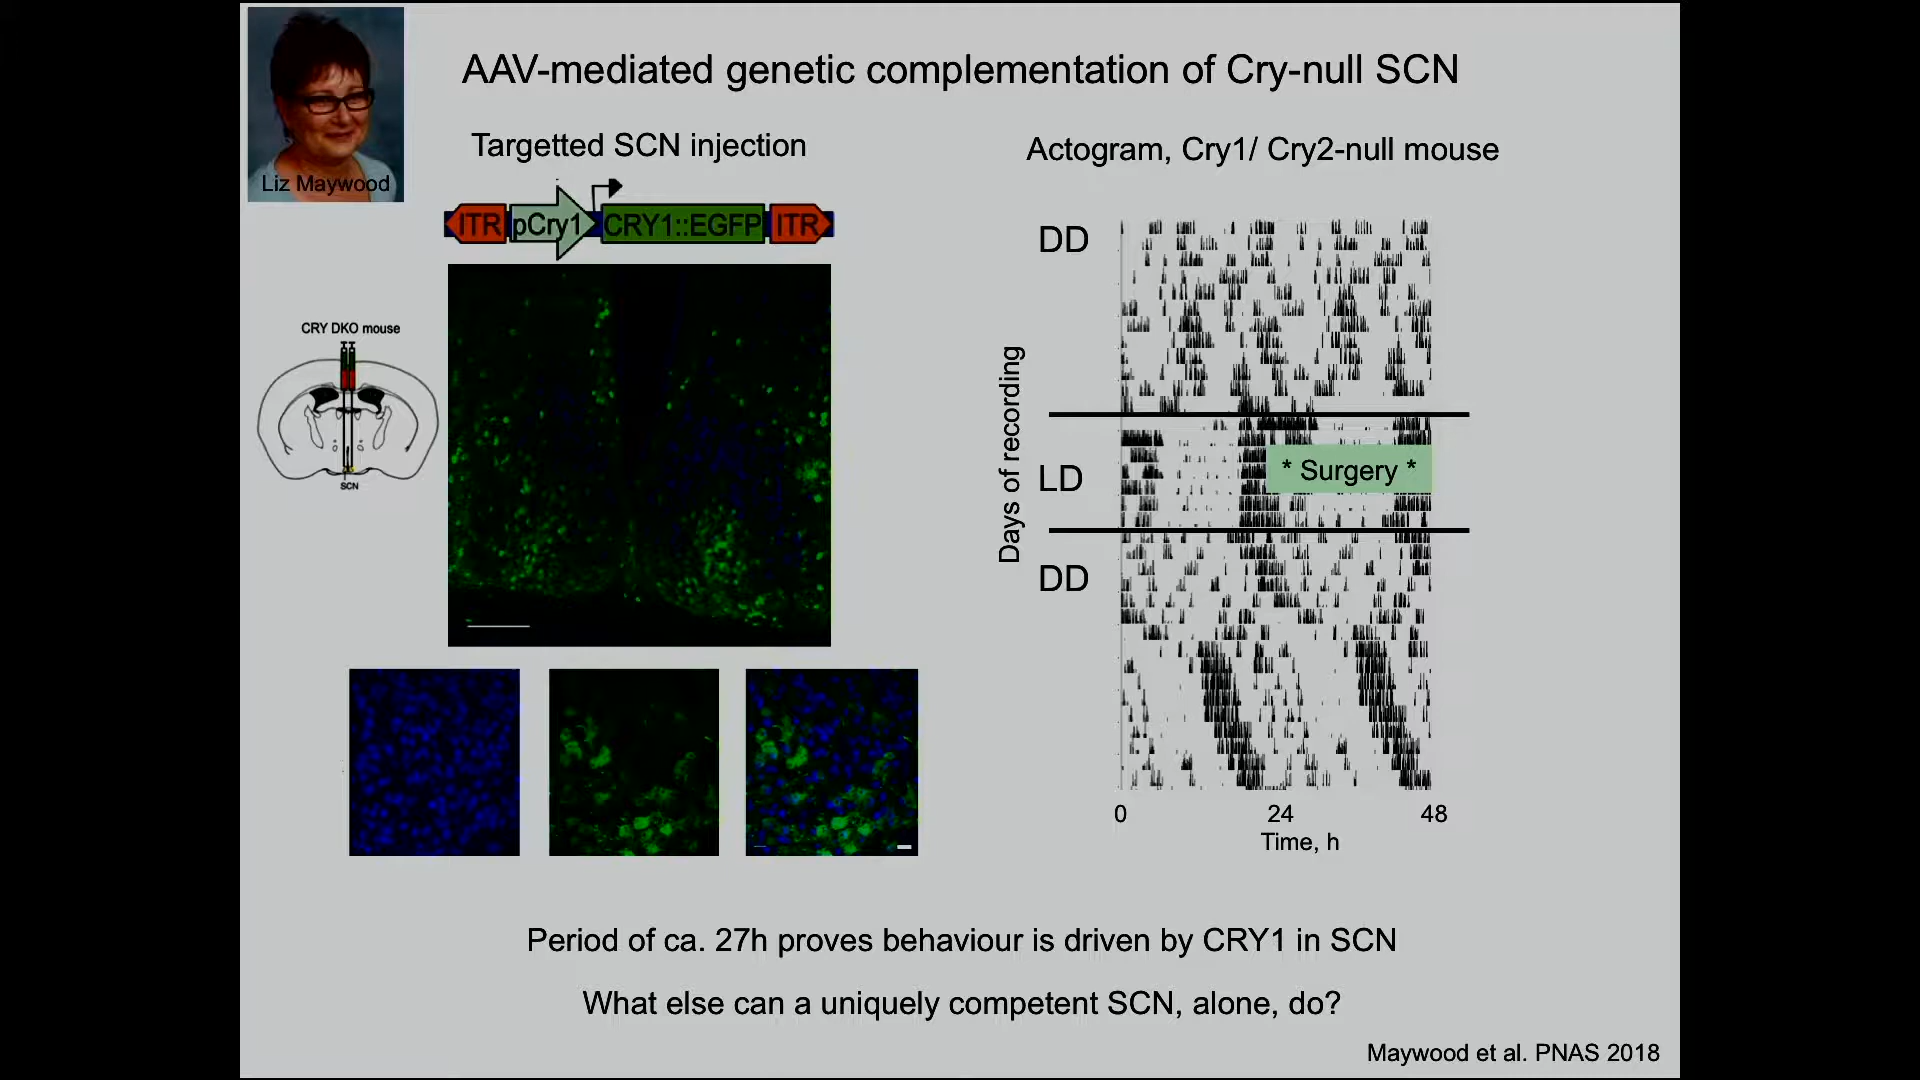 AAV-mediated genetic complementation of Cry-null SCN
Liz Maywood
Targetted SCN injection
ITR pCry1 CRY1::EGFP ITR
CRY DKO mouse
SCN
Actogram, Cry1/ Cry2-null mouse
Days of recording
DD
LD
* Surgery *
DD
0 24 48
Time, h
Period of ca. 27h proves behaviour is driven by CRY1 in SCN
What else can a uniquely competent SCN, alone, do?
Maywood et al. PNAS 2018